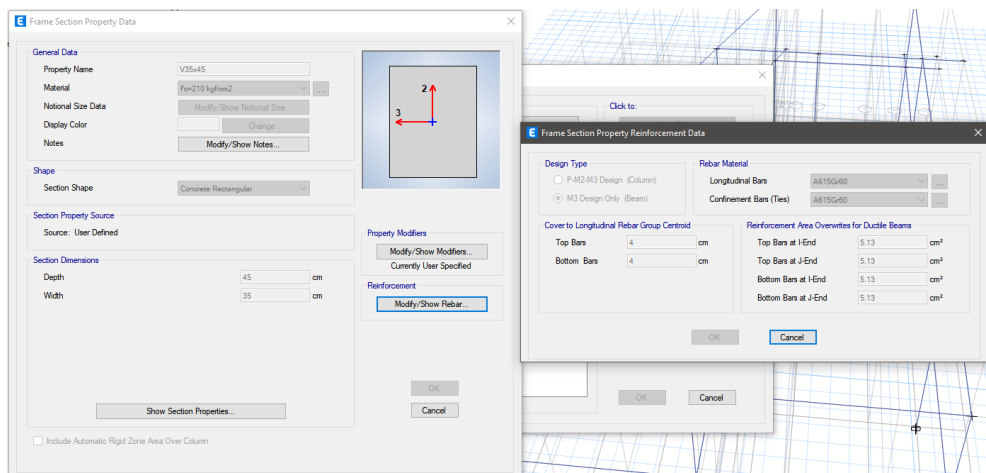 Frame Section Property Data
General Data
Property Name V35x45
Material f'c=210 kgf/cm2 ...
Notional Size Data Modify/Show Notional Size...
Display Color Change...
Notes Modify/Show Notes...
Shape
Section Shape Concrete Rectangular
Section Property Source
Source: User Defined
Section Dimensions
Depth 45 cm
Width 35 cm
Show Section Properties...
Include Automatic Rigid Zone Area Over Column
2
3
Property Modifiers
Modify/Show Modifiers...
Currently User Specified
Reinforcement
Modify/Show Rebar...
OK
Cancel
Click to:
Frame Section Property Reinforcement Data
Design Type
P-M2-M3 Design (Column)
M3 Design Only (Beam)
Rebar Material
Longitudinal Bars A615Gr60 ...
Confinement Bars (Ties) A615Gr60 ...
Cover to Longitudinal Rebar Group Centroid
Top Bars 4 cm
Bottom Bars 4 cm
Reinforcement Area Overwrites for Ductile Beams
Top Bars at I-End 5.13 cm²
Top Bars at J-End 5.13 cm²
Bottom Bars at I-End 5.13 cm²
Bottom Bars at J-End 5.13 cm²
OK Cancel
OK Cancel